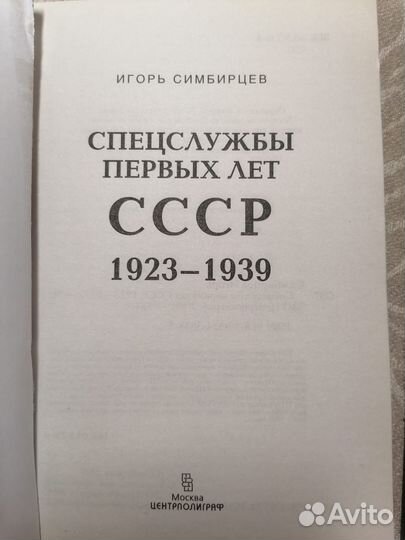 ИГОРЬ СИМБИРЦЕВ
СПЕЦСЛУЖБЫ
ПЕРВЫХ ЛЕТ
СССР
1923–1939
Москва
ЦЕНТРПОЛИГРАФ
Avito